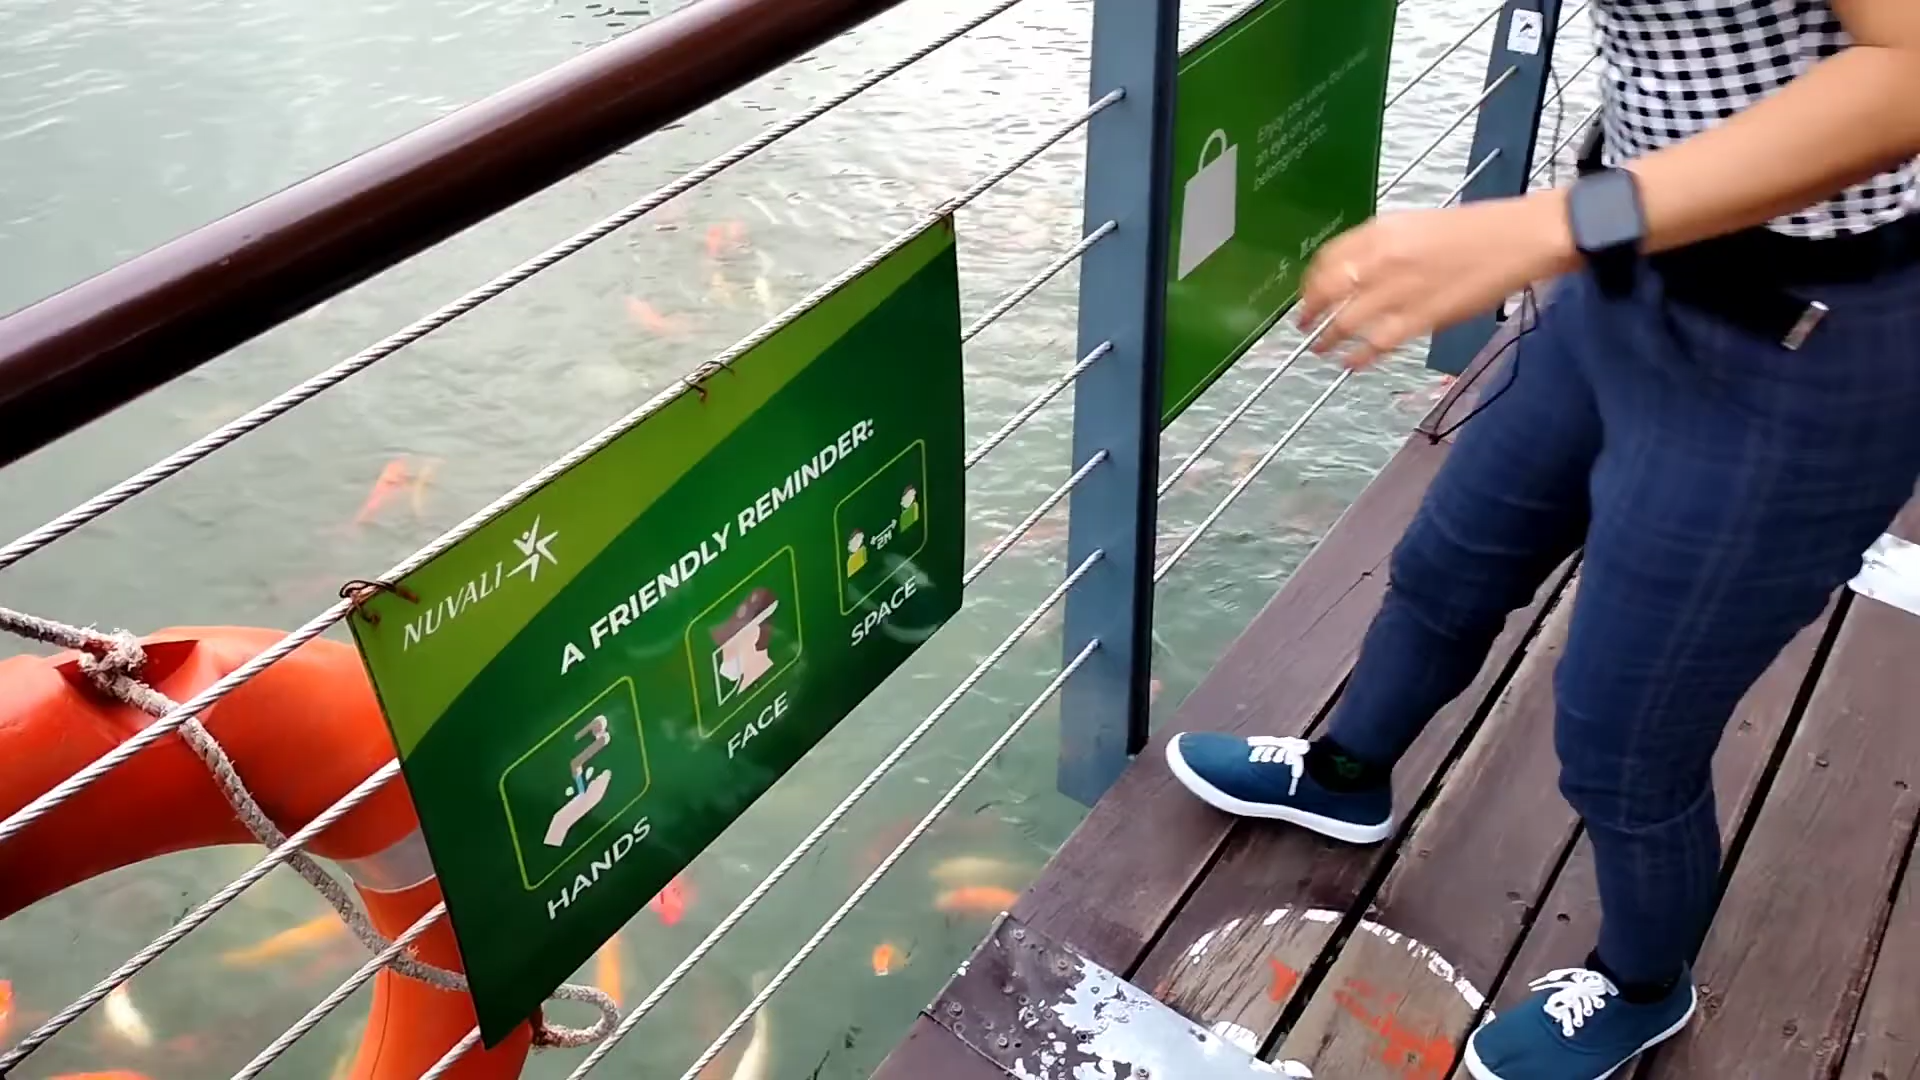 NUVALI
A FRIENDLY REMINDER:
HANDS
FACE
2M
SPACE
Enjoy the view but keep
an eye on your
belongings too.